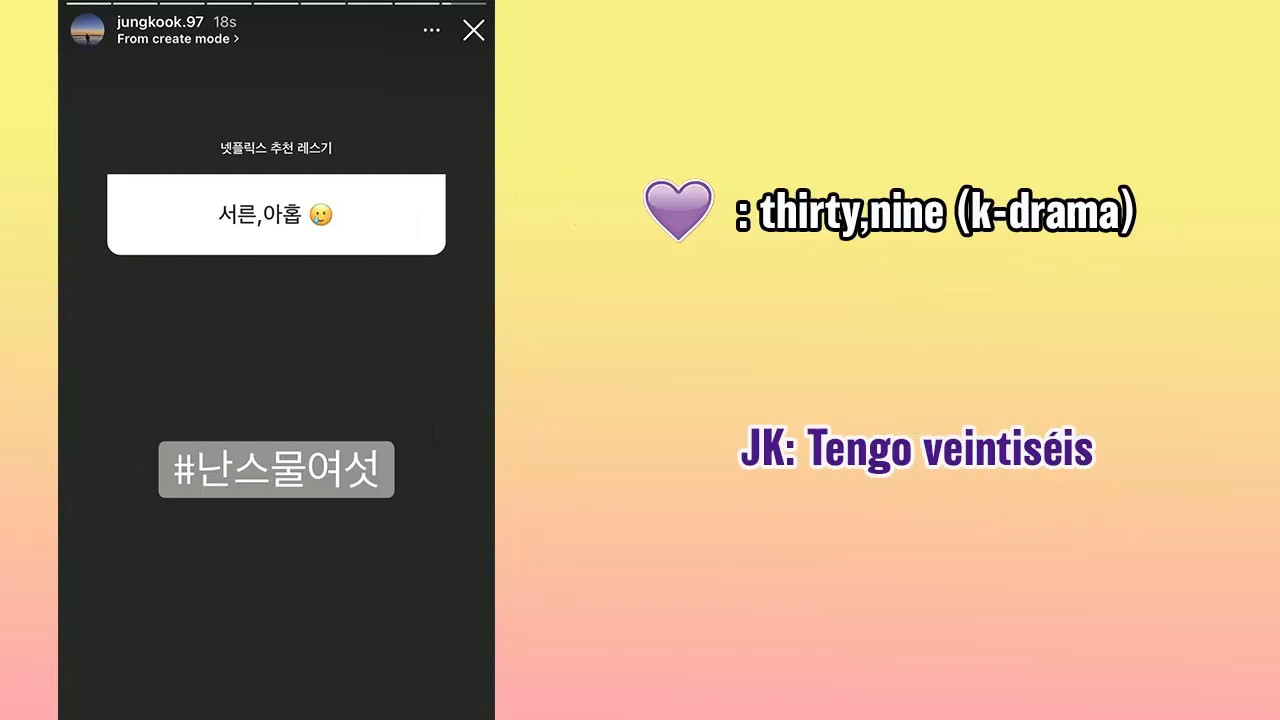 jungkook.97 18s
From create mode >
넷플릭스 추천 레스기
서른,아홉 🥲
#난스물여섯
💜 : thirty,nine (k-drama)
JK: Tengo veintiséis